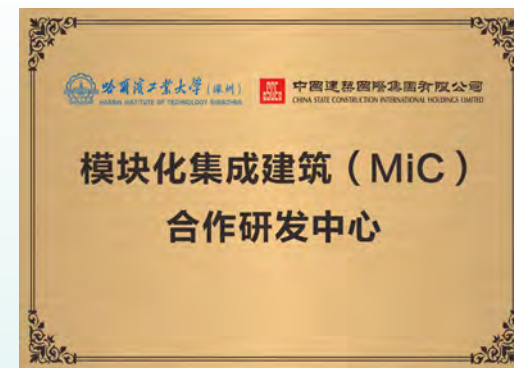 哈爾濱工業大學（深圳） 中國建築國際集團有限公司
HARBIN INSTITUTE OF TECHNOLOGY SHENZHEN CHINA STATE CONSTRUCTION INTERNATIONAL HOLDINGS LIMITED
模块化集成建筑（MiC）
合作研发中心